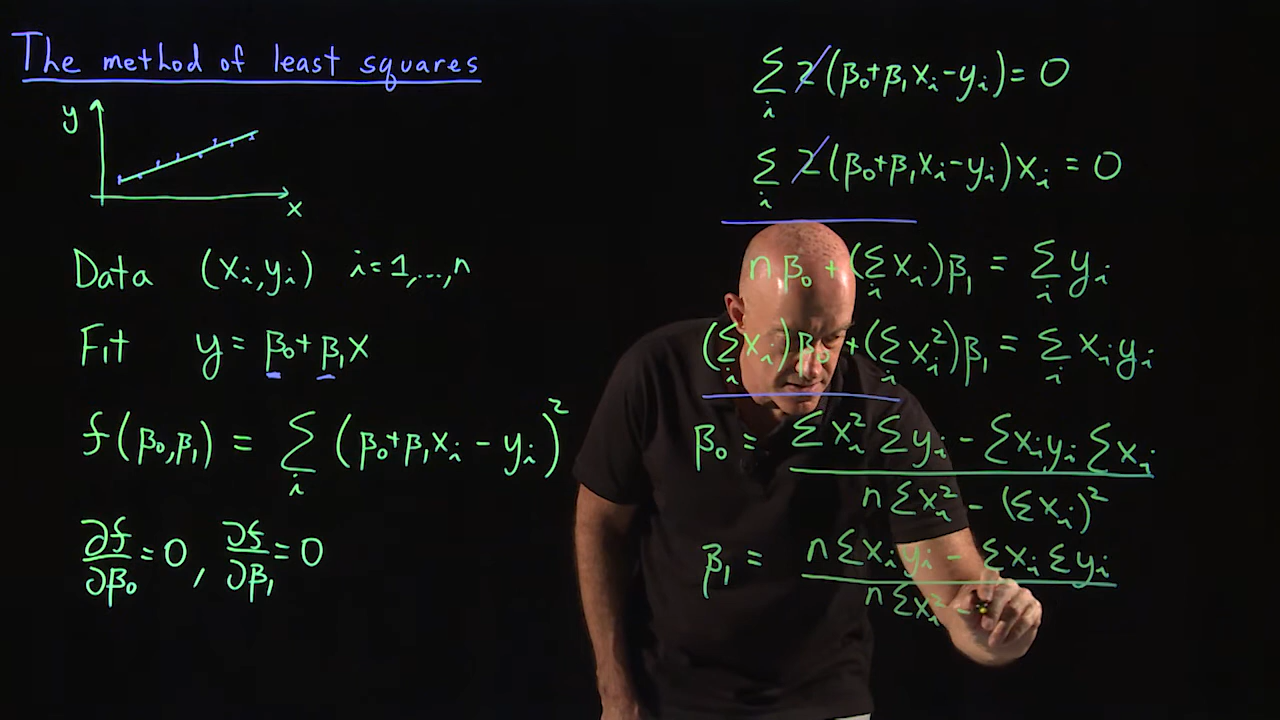 The method of least squares
y
x
Data (xᵢ,yᵢ) i=1,...,n
Fit y = β₀+β₁x
f(β₀,β₁) = Σᵢ (β₀+β₁xᵢ - yᵢ)²
∂f/∂β₀ = 0, ∂f/∂β₁ = 0
Σᵢ 2(β₀+β₁xᵢ-yᵢ) = 0
Σᵢ 2(β₀+β₁xᵢ-yᵢ)xᵢ = 0
nβ₀ + (Σᵢ xᵢ)β₁ = Σᵢ yᵢ
(Σᵢ xᵢ)β₀ + (Σᵢ xᵢ²)β₁ = Σᵢ xᵢyᵢ
β₀ = (Σxᵢ² Σyᵢ - Σxᵢyᵢ Σxᵢ) / (nΣxᵢ² - (Σxᵢ)²)
β₁ = (nΣxᵢyᵢ - Σxᵢ Σyᵢ) / (nΣxᵢ² -